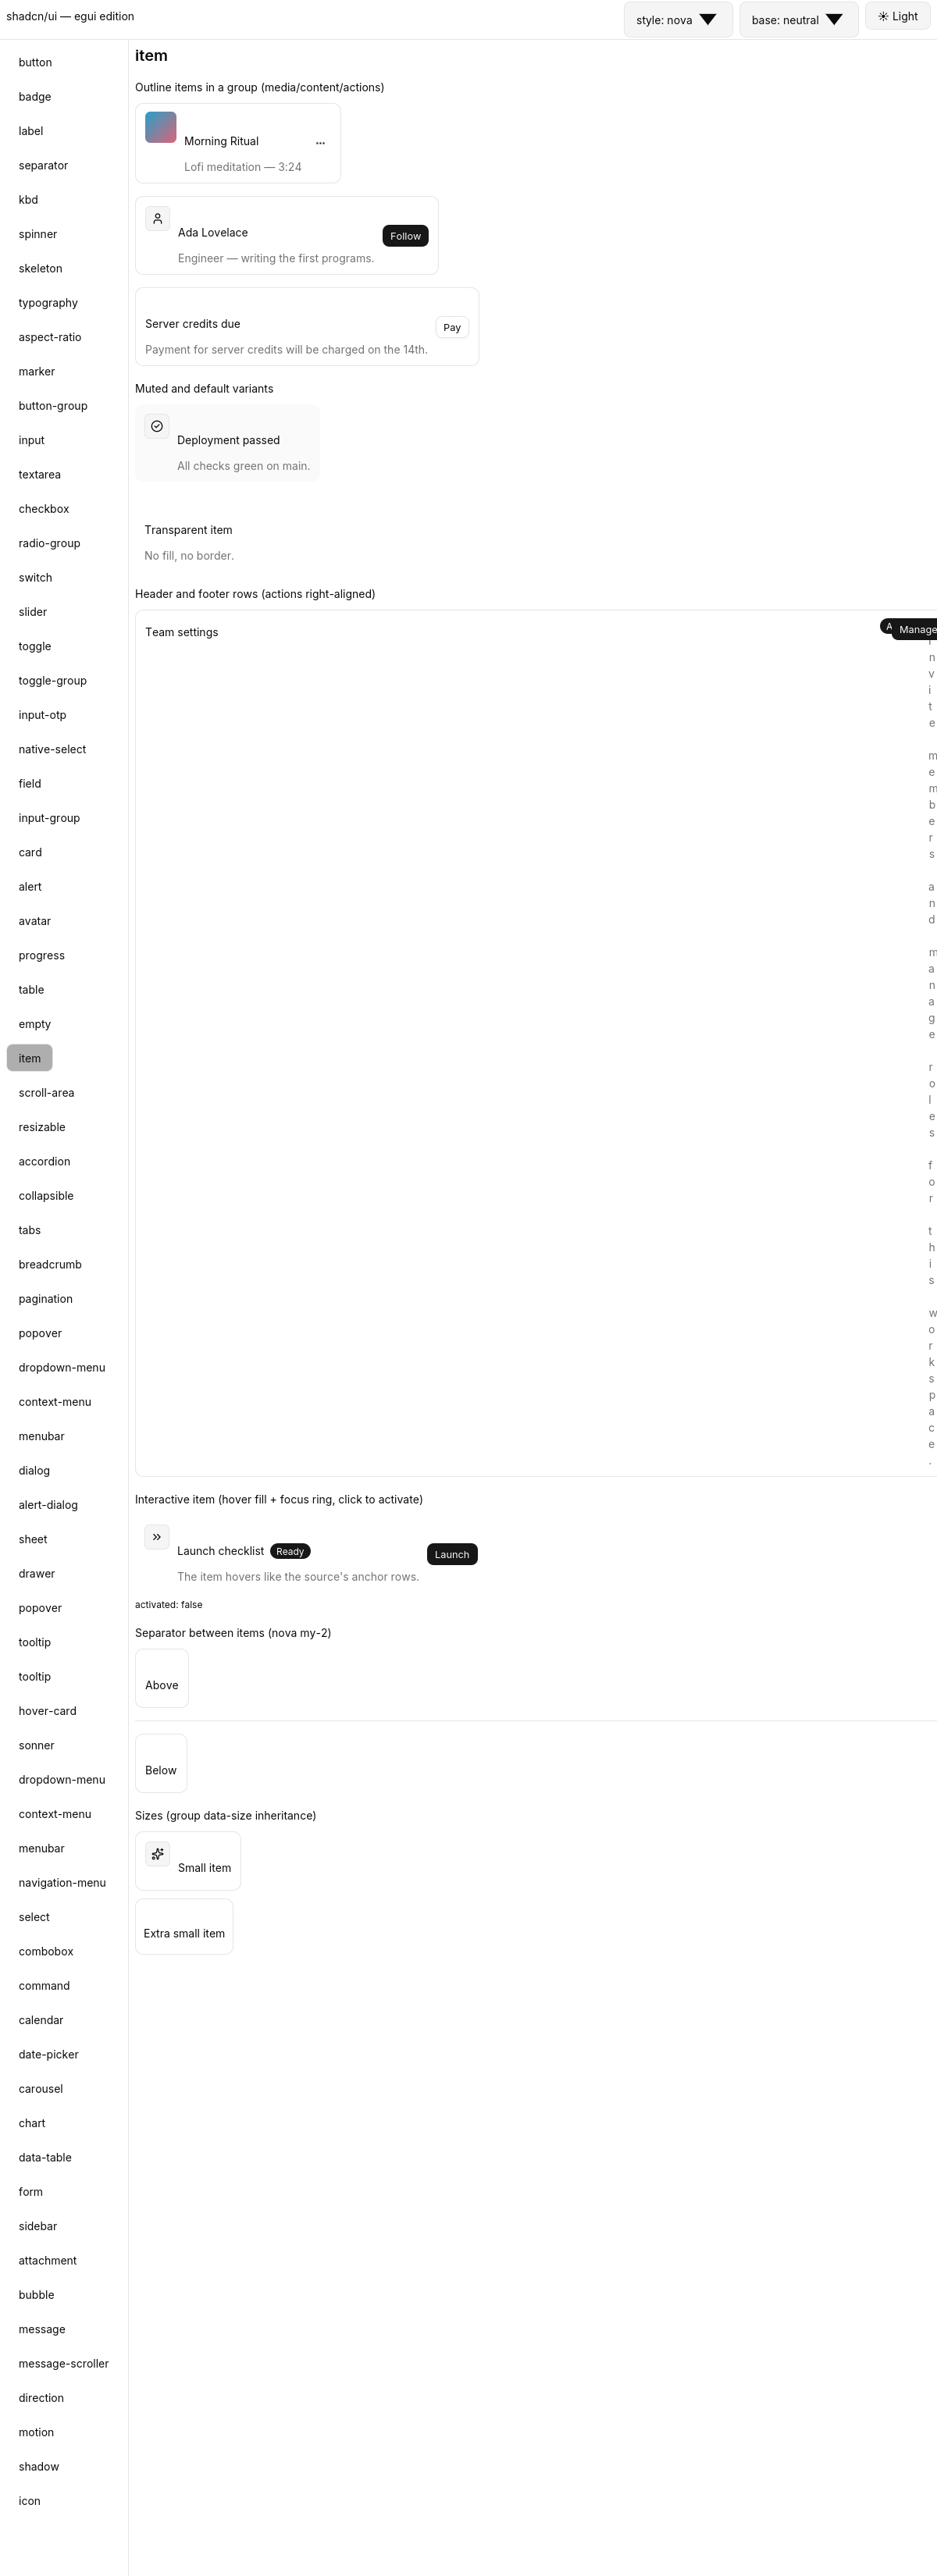 shadcn/ui — egui edition
style: nova
base: neutral
☀ Light
button
badge
label
separator
kbd
spinner
skeleton
typography
aspect-ratio
marker
button-group
input
textarea
checkbox
radio-group
switch
slider
toggle
toggle-group
input-otp
native-select
field
input-group
card
alert
avatar
progress
table
empty
item
scroll-area
resizable
accordion
collapsible
tabs
breadcrumb
pagination
popover
dropdown-menu
context-menu
menubar
dialog
alert-dialog
sheet
drawer
popover
tooltip
tooltip
hover-card
sonner
dropdown-menu
context-menu
menubar
navigation-menu
select
combobox
command
calendar
date-picker
carousel
chart
data-table
form
sidebar
attachment
bubble
message
message-scroller
direction
motion
shadow
icon
item
Outline items in a group (media/content/actions)
Morning Ritual
Lofi meditation — 3:24
Ada Lovelace
Follow
Engineer — writing the first programs.
Server credits due
Pay
Payment for server credits will be charged on the 14th.
Muted and default variants
Deployment passed
All checks green on main.
Transparent item
No fill, no border.
Header and footer rows (actions right-aligned)
Team settings
Manage
n
v
i
t
e
m
e
m
b
e
r
s
a
n
d
m
a
n
a
g
e
r
o
l
e
s
f
o
r
t
h
i
s
w
o
r
k
s
p
a
c
e
.
Interactive item (hover fill + focus ring, click to activate)
Launch checklist
Ready
Launch
The item hovers like the source's anchor rows.
activated: false
Separator between items (nova my-2)
Above
Below
Sizes (group data-size inheritance)
Small item
Extra small item